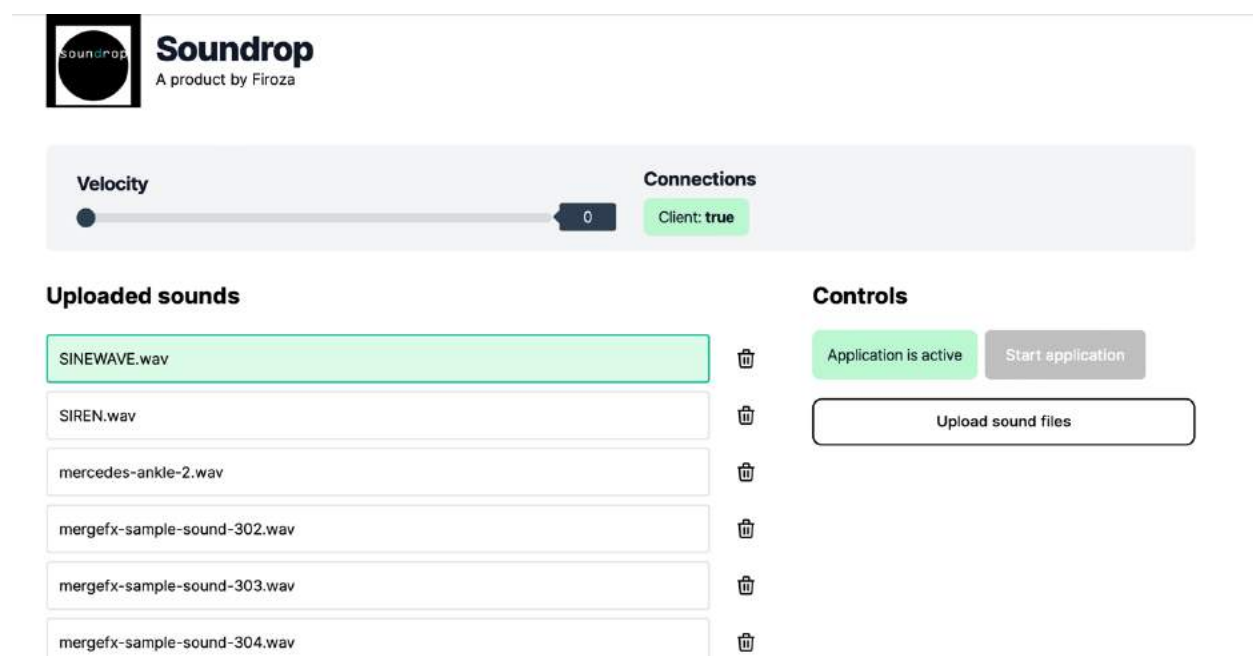 soundrop
Soundrop
A product by Firoza
Velocity
0
Connections
Client: true
Uploaded sounds
SINEWAVE.wav
SIREN.wav
mercedes-ankle-2.wav
mergefx-sample-sound-302.wav
mergefx-sample-sound-303.wav
mergefx-sample-sound-304.wav
Controls
Application is active
Start application
Upload sound files